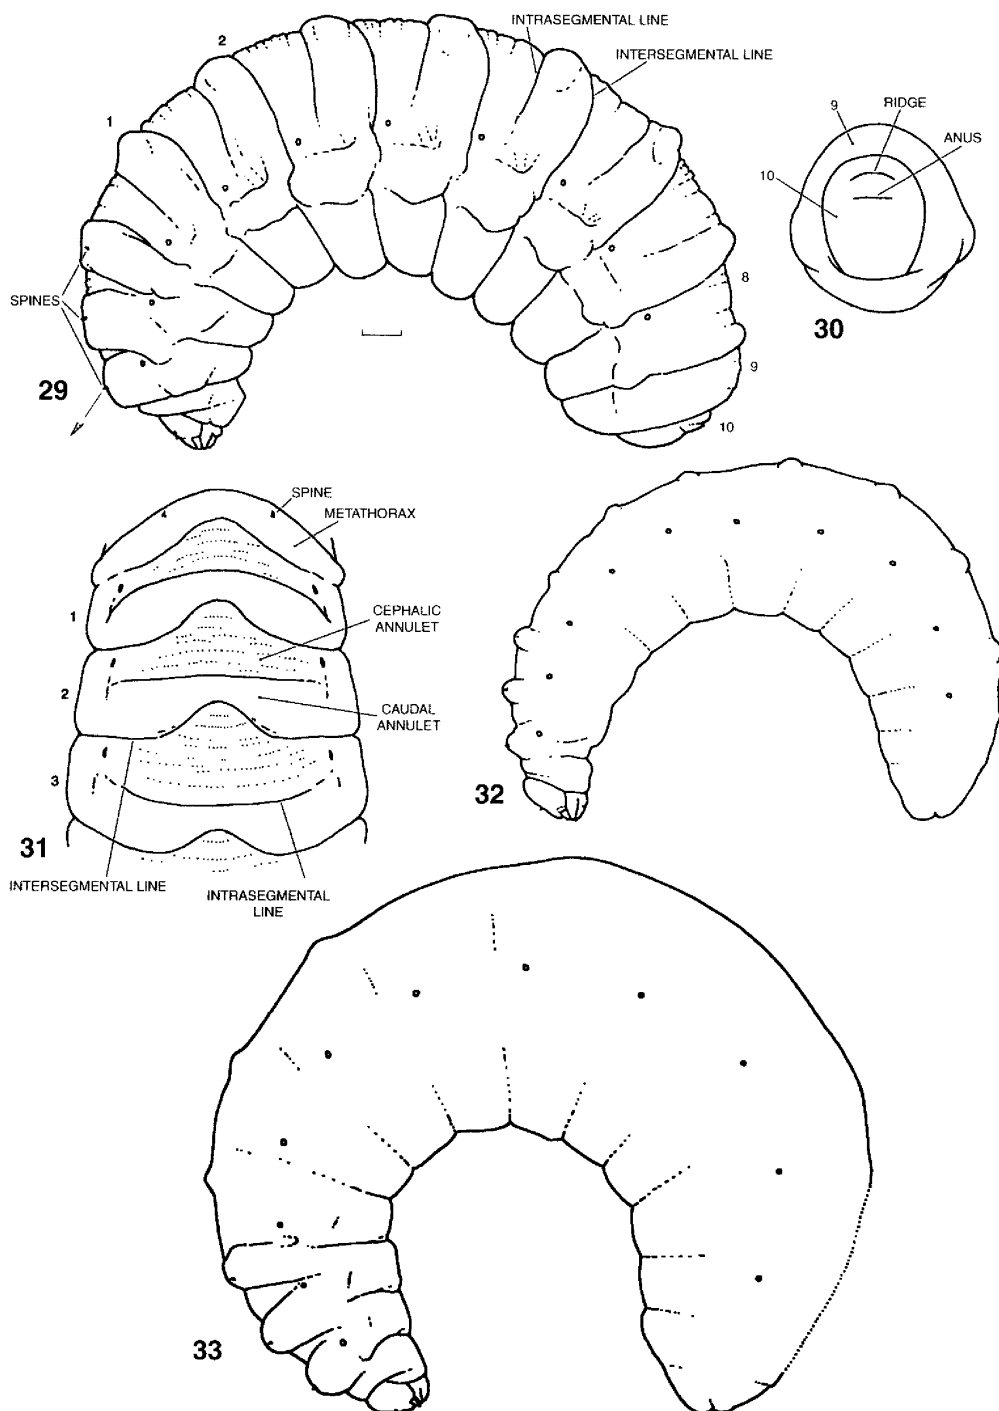 INTRASEGMENTAL LINE
2
INTERSEGMENTAL LINE
1
SPINES
29
8
9
10
9
RIDGE
ANUS
10
30
SPINE
METATHORAX
1
CEPHALIC
ANNULET
2
CAUDAL
ANNULET
3
31
INTERSEGMENTAL LINE
INTRASEGMENTAL
LINE
32
33